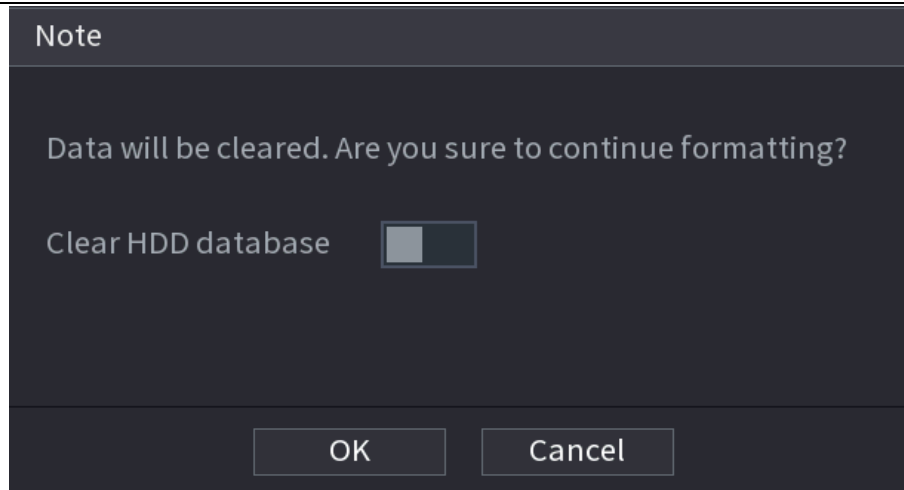 Note
Data will be cleared. Are you sure to continue formatting?
Clear HDD database
OK
Cancel